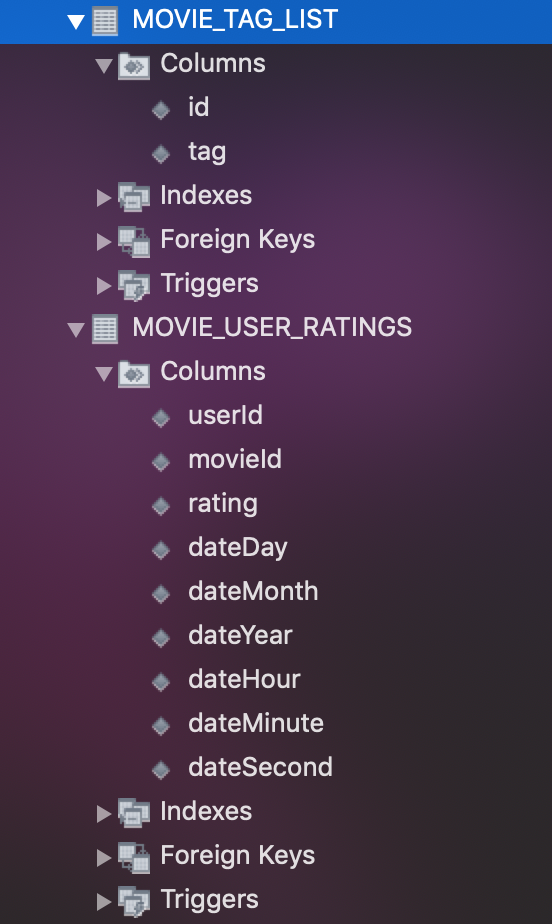 MOVIE_TAG_LIST
Columns
id
tag
Indexes
Foreign Keys
Triggers
MOVIE_USER_RATINGS
Columns
userId
movieId
rating
dateDay
dateMonth
dateYear
dateHour
dateMinute
dateSecond
Indexes
Foreign Keys
Triggers